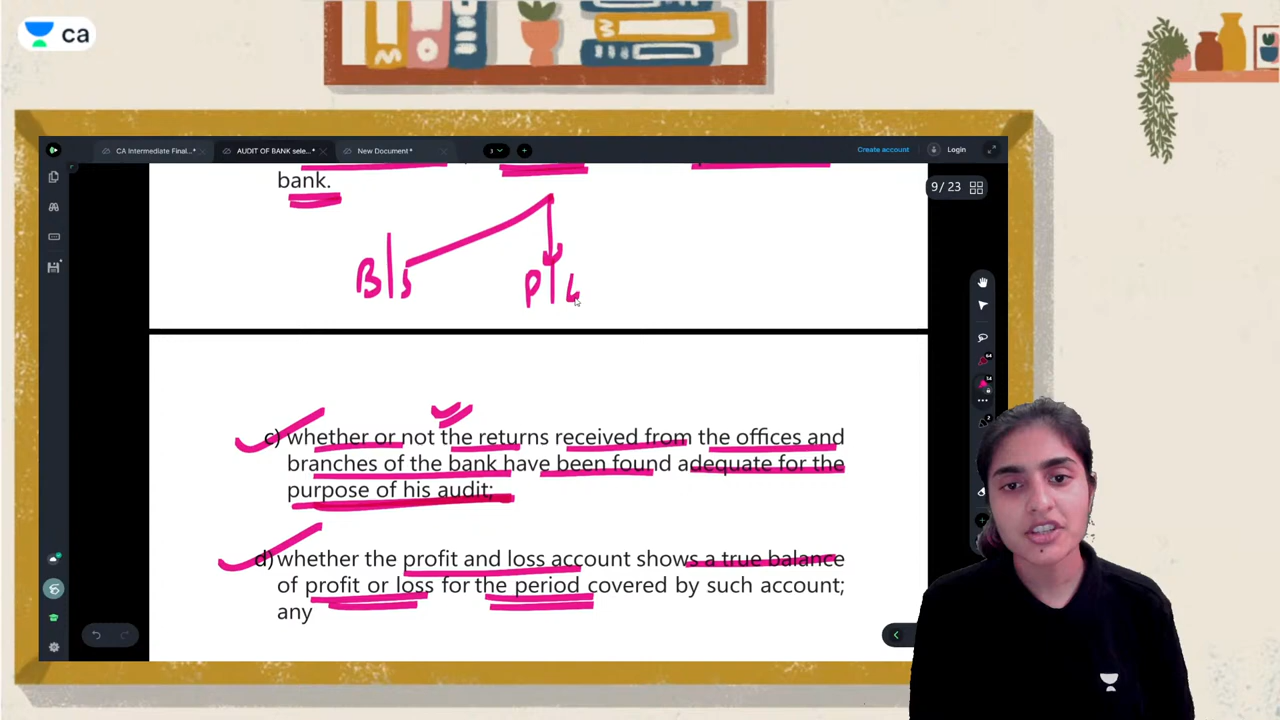 ca
CA Intermediate Final...*
AUDIT OF BANK sele...*
New Document*
3
Create account
Login
bank.
9/23
B/S
P/L
c) whether or not the returns received from the offices and
branches of the bank have been found adequate for the
purpose of his audit;
d) whether the profit and loss account shows a true balance
of profit or loss for the period covered by such account;
any